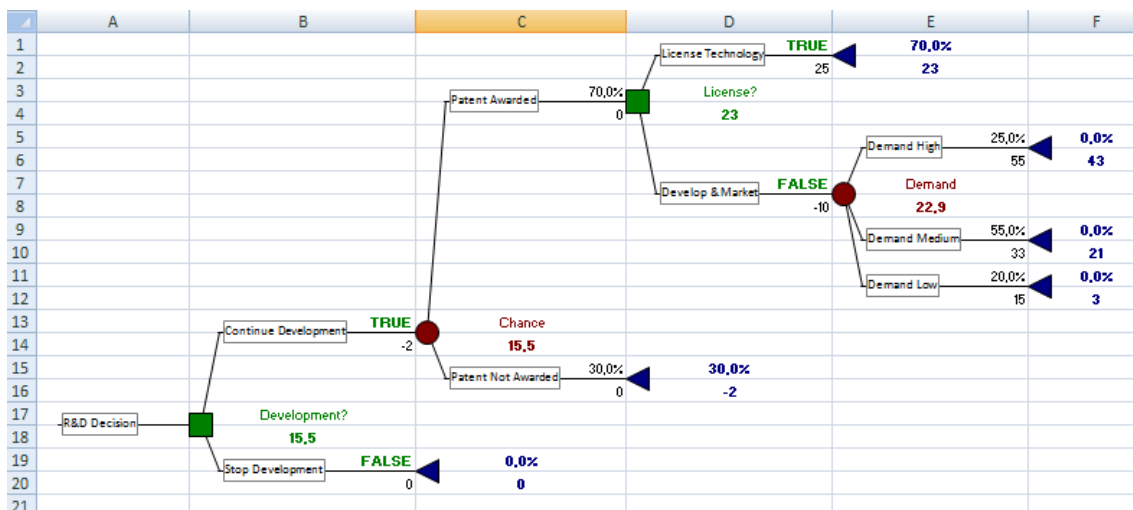 A B C D E F
1 TRUE 70,0%
License Technology
2 25 23
3 70,0% License?
Patent Awarded
4 0 23
5 25,0% 0,0%
Demand High
6 55 43
7 FALSE Demand
Develop & Market
8 -10 22,9
9 55,0% 0,0%
Demand Medium
10 33 21
11 20,0% 0,0%
Demand Low
12 15 3
13 TRUE Chance
Continue Development
14 -2 15,5
15 30,0% 30,0%
Patent Not Awarded
16 0 -2
17 Development?
R&D Decision
18 15,5
19 FALSE 0,0%
Stop Development
20 0 0
21